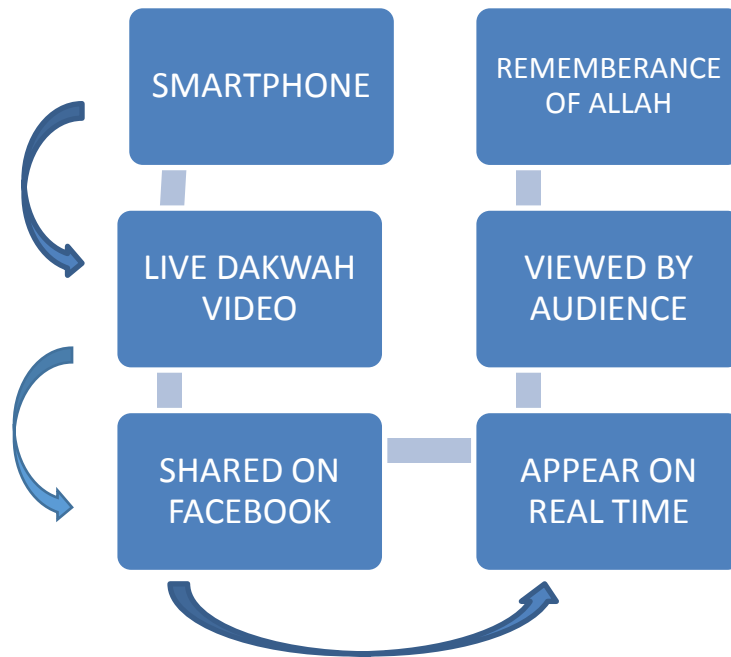 SMARTPHONE
LIVE DAKWAH
VIDEO
SHARED ON
FACEBOOK
APPEAR ON
REAL TIME
VIEWED BY
AUDIENCE
REMEMBERANCE
OF ALLAH